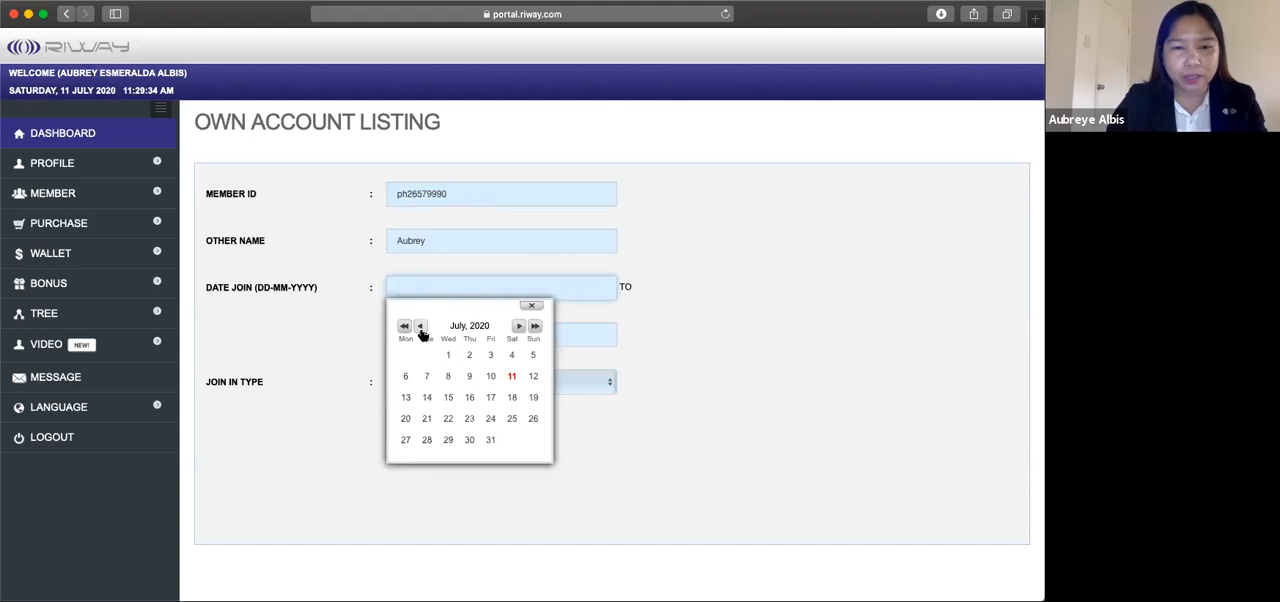 portal.riway.com
RIWAY
WELCOME (AUBREY ESMERALDA ALBIS)
SATURDAY, 11 JULY 2020 11:29:34 AM
DASHBOARD
PROFILE
MEMBER
PURCHASE
WALLET
BONUS
TREE
VIDEO NEW!
MESSAGE
LANGUAGE
LOGOUT
OWN ACCOUNT LISTING
MEMBER ID : ph26579990
OTHER NAME : Aubrey
DATE JOIN (DD-MM-YYYY) : TO
JOIN IN TYPE :
July, 2020
Mon Wed Thu Fri Sat Sun
1 2 3 4 5
6 7 8 9 10 11 12
13 14 15 16 17 18 19
20 21 22 23 24 25 26
27 28 29 30 31
Aubreye Albis